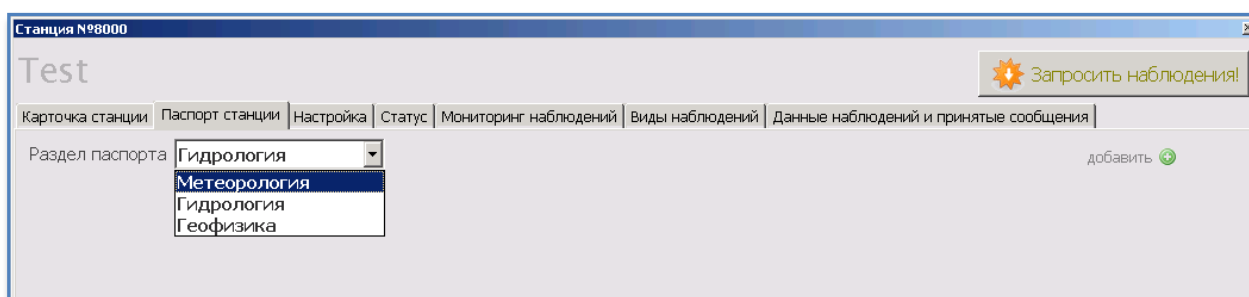 Станция №8000
Test
Запросить наблюдения!
Карточка станции Паспорт станции Настройка Статус Мониторинг наблюдений Виды наблюдений Данные наблюдений и принятые сообщения
Раздел паспорта Гидрология добавить
Метеорология
Гидрология
Геофизика